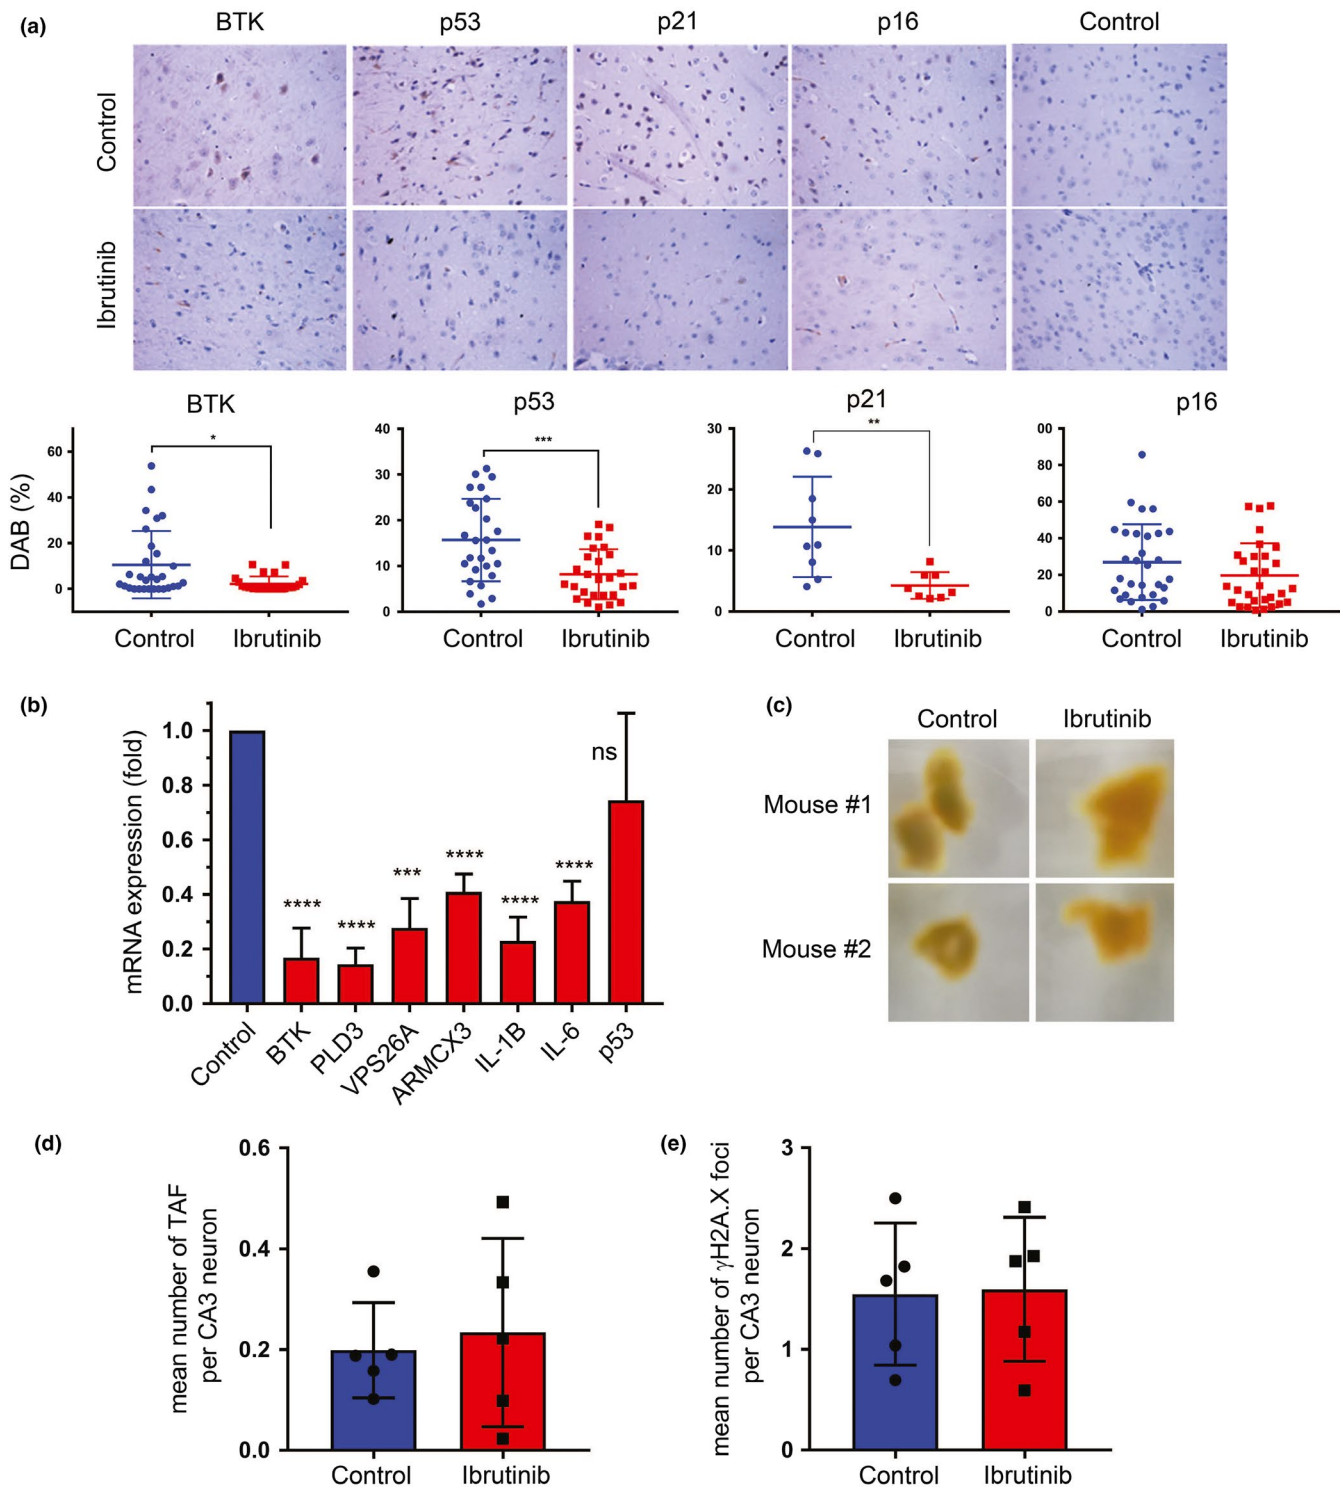 (a)
BTK p53 p21 p16 Control
Control
Ibrutinib
BTK p53 p21 p16
DAB (%)
60
40
20
0
*
Control Ibrutinib
40
30
20
10
0
***
Control Ibrutinib
30
20
10
0
**
Control Ibrutinib
00
80
60
40
20
0
Control Ibrutinib
(b)
mRNA expression (fold)
1.0
0.8
0.6
0.4
0.2
0.0
****
****
***
****
****
****
ns
Control
BTK
PLD3
VPS26A
ARMCX3
IL-1B
IL-6
p53
(c)
Control Ibrutinib
Mouse #1
Mouse #2
(d)
mean number of TAF
per CA3 neuron
0.6
0.4
0.2
0.0
Control Ibrutinib
(e)
mean number of γH2A.X foci
per CA3 neuron
3
2
1
0
Control Ibrutinib